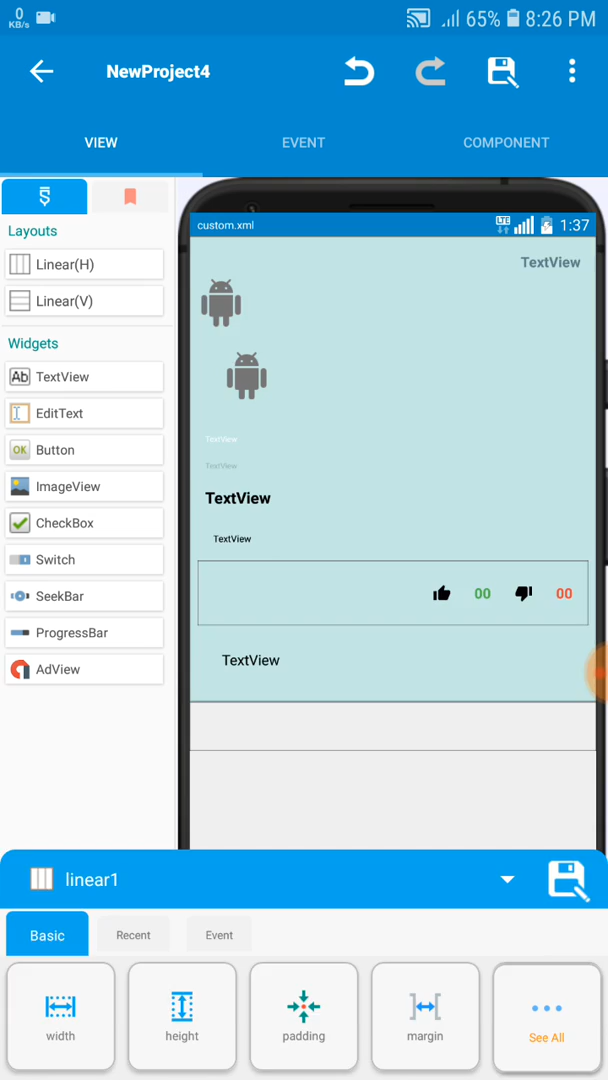 0
KB/s
65% 8:26 PM
NewProject4
VIEW EVENT COMPONENT
Layouts
Linear(H)
Linear(V)
Widgets
Ab TextView
EditText
OK Button
ImageView
CheckBox
Switch
SeekBar
ProgressBar
AdView
custom.xml LTE 1:37
TextView
TextView
TextView
TextView
TextView
00 00
TextView
linear1
Basic Recent Event
width height padding margin See All